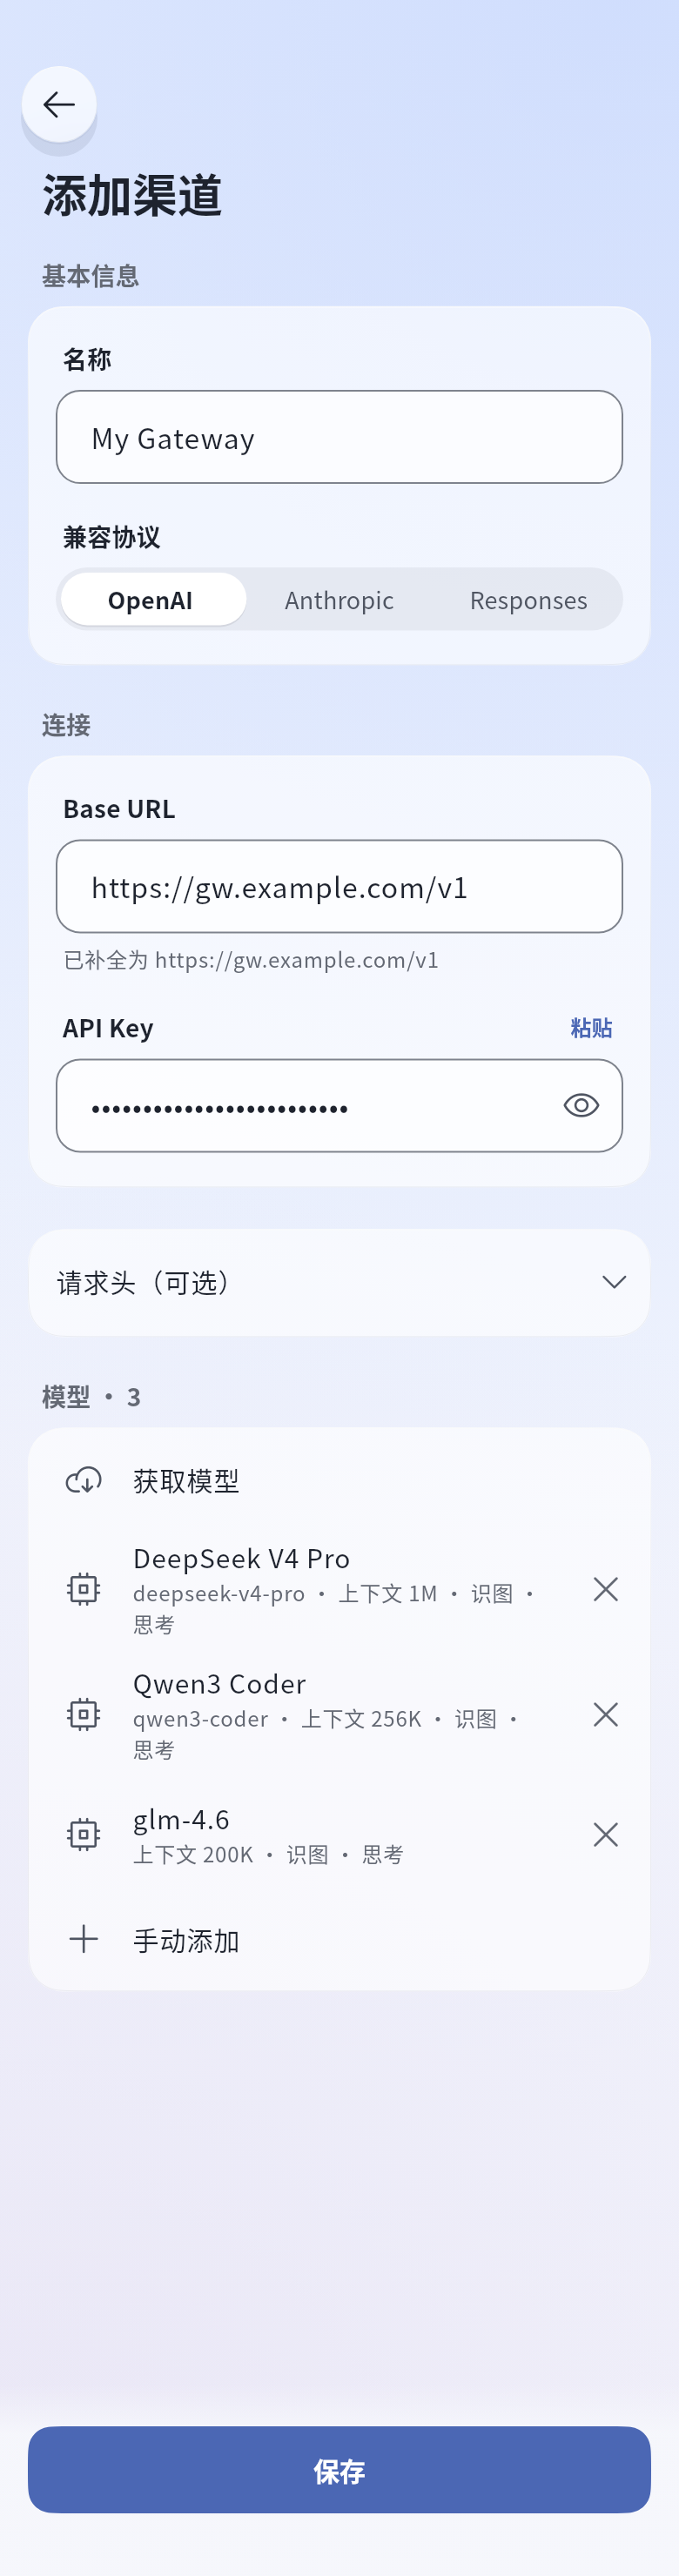 添加渠道
基本信息
名称
My Gateway
兼容协议
OpenAI Anthropic Responses
连接
Base URL
https://gw.example.com/v1
已补全为 https://gw.example.com/v1
API Key 粘贴
•••••••••••••••••••••••••
请求头（可选）
模型 · 3
获取模型
DeepSeek V4 Pro
deepseek-v4-pro · 上下文 1M · 识图 ·
思考
Qwen3 Coder
qwen3-coder · 上下文 256K · 识图 ·
思考
glm-4.6
上下文 200K · 识图 · 思考
手动添加
保存